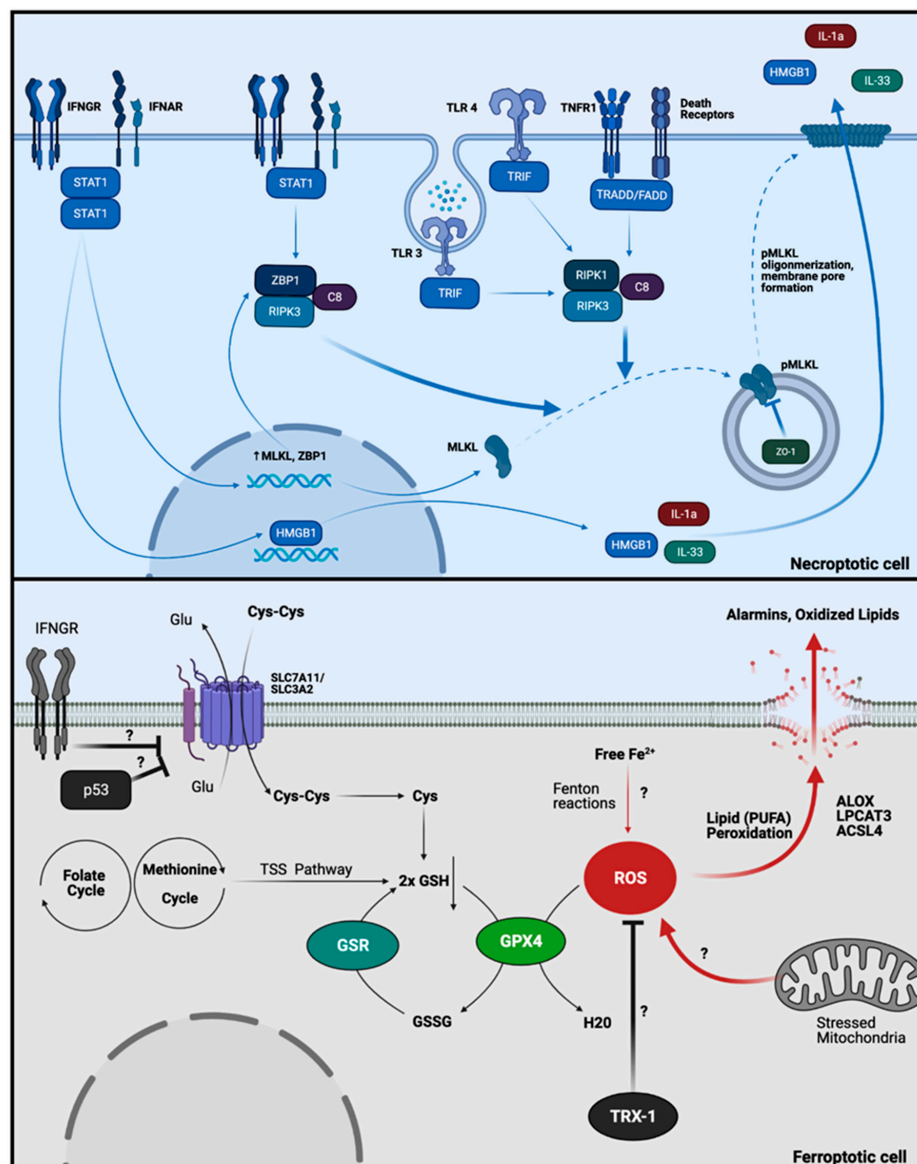 IL-1a
HMGB1
IL-33
IFNGR
IFNAR
TLR 4
TNFR1
Death
Receptors
STAT1
STAT1
STAT1
TRIF
TRADD/FADD
TLR 3
TRIF
ZBP1
C8
RIPK3
RIPK1
C8
RIPK3
pMLKL
oligonmerization,
membrane pore
formation
pMLKL
ZO-1
↑MLKL, ZBP1
MLKL
HMGB1
IL-1a
HMGB1
IL-33
Necroptotic cell
IFNGR
Glu
Cys-Cys
SLC7A11/
SLC3A2
Alarmins, Oxidized Lipids
?
?
p53
Glu
Cys-Cys
Cys
Free Fe²⁺
Fenton
reactions
?
Lipid (PUFA)
Peroxidation
ALOX
LPCAT3
ACSL4
Folate
Cycle
Methionine
Cycle
TSS Pathway
2x GSH
ROS
GSR
GPX4
?
GSSG
H20
?
Stressed
Mitochondria
TRX-1
Ferroptotic cell